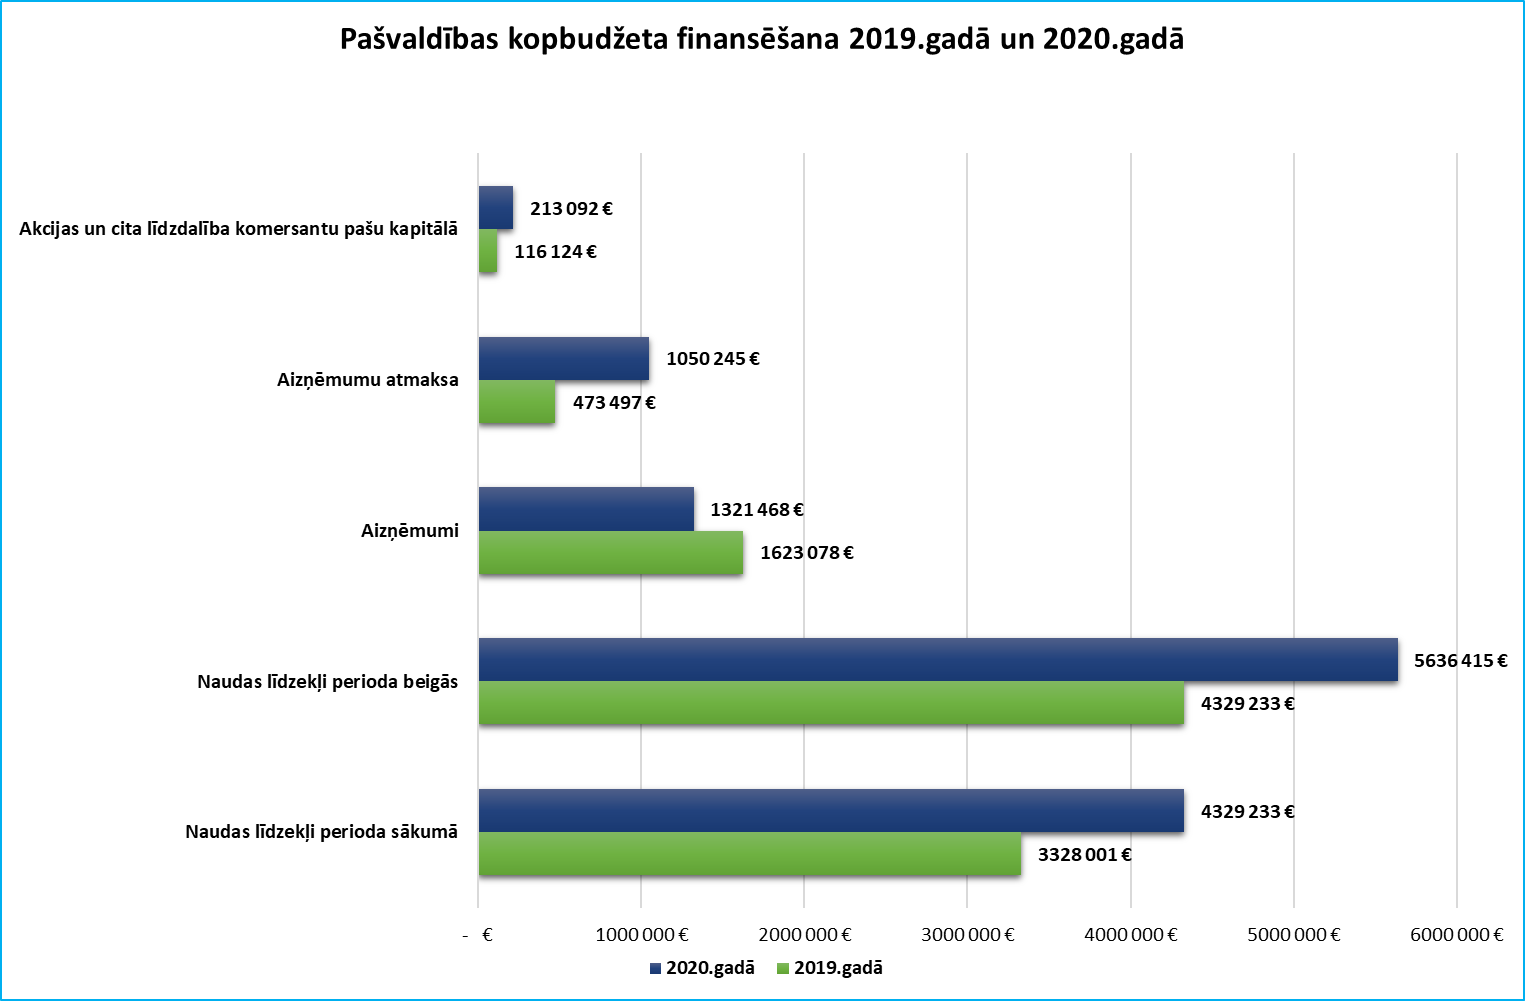 Pašvaldības kopbudžeta finansēšana 2019.gadā un 2020.gadā
Akcijas un cita līdzdalība komersantu pašu kapitālā
213 092 €
116 124 €
Aizņēmumu atmaksa
1050 245 €
473 497 €
Aizņēmumi
1321 468 €
1623 078 €
Naudas līdzekļi perioda beigās
5636 415 €
4329 233 €
Naudas līdzekļi perioda sākumā
4329 233 €
3328 001 €
- € 1000 000 € 2000 000 € 3000 000 € 4000 000 € 5000 000 € 6000 000 €
2020.gadā 2019.gadā